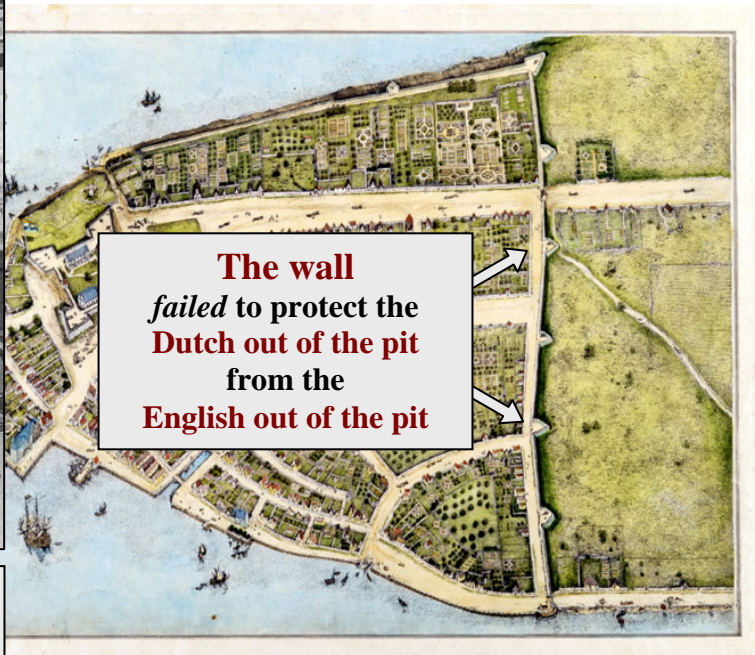 The wall
failed to protect the
Dutch out of the pit
from the
English out of the pit